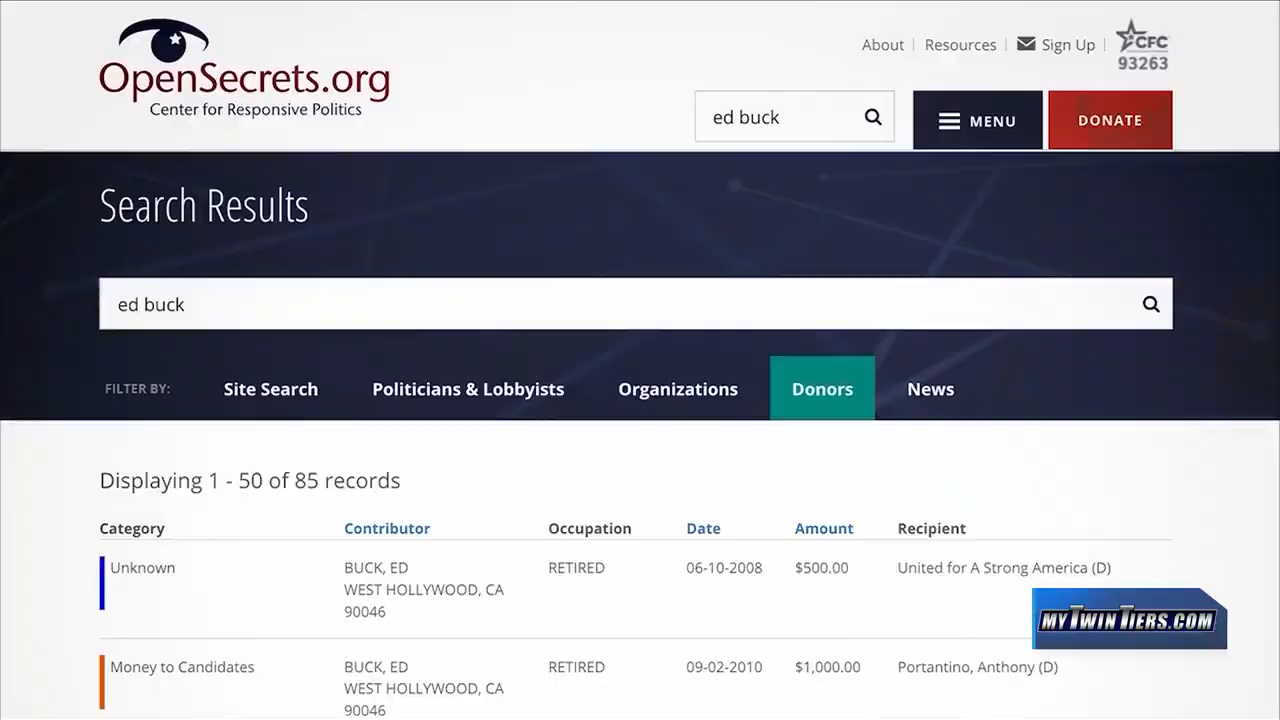 OpenSecrets.org
Center for Responsive Politics
About Resources Sign Up CFC
93263
ed buck
MENU
DONATE
Search Results
ed buck
FILTER BY: Site Search Politicians & Lobbyists Organizations Donors News
Displaying 1 - 50 of 85 records
Category Contributor Occupation Date Amount Recipient
Unknown BUCK, ED RETIRED 06-10-2008 $500.00 United for A Strong America (D)
WEST HOLLYWOOD, CA
90046
MYTWINTIERS.COM
Money to Candidates BUCK, ED RETIRED 09-02-2010 $1,000.00 Portantino, Anthony (D)
WEST HOLLYWOOD, CA
90046